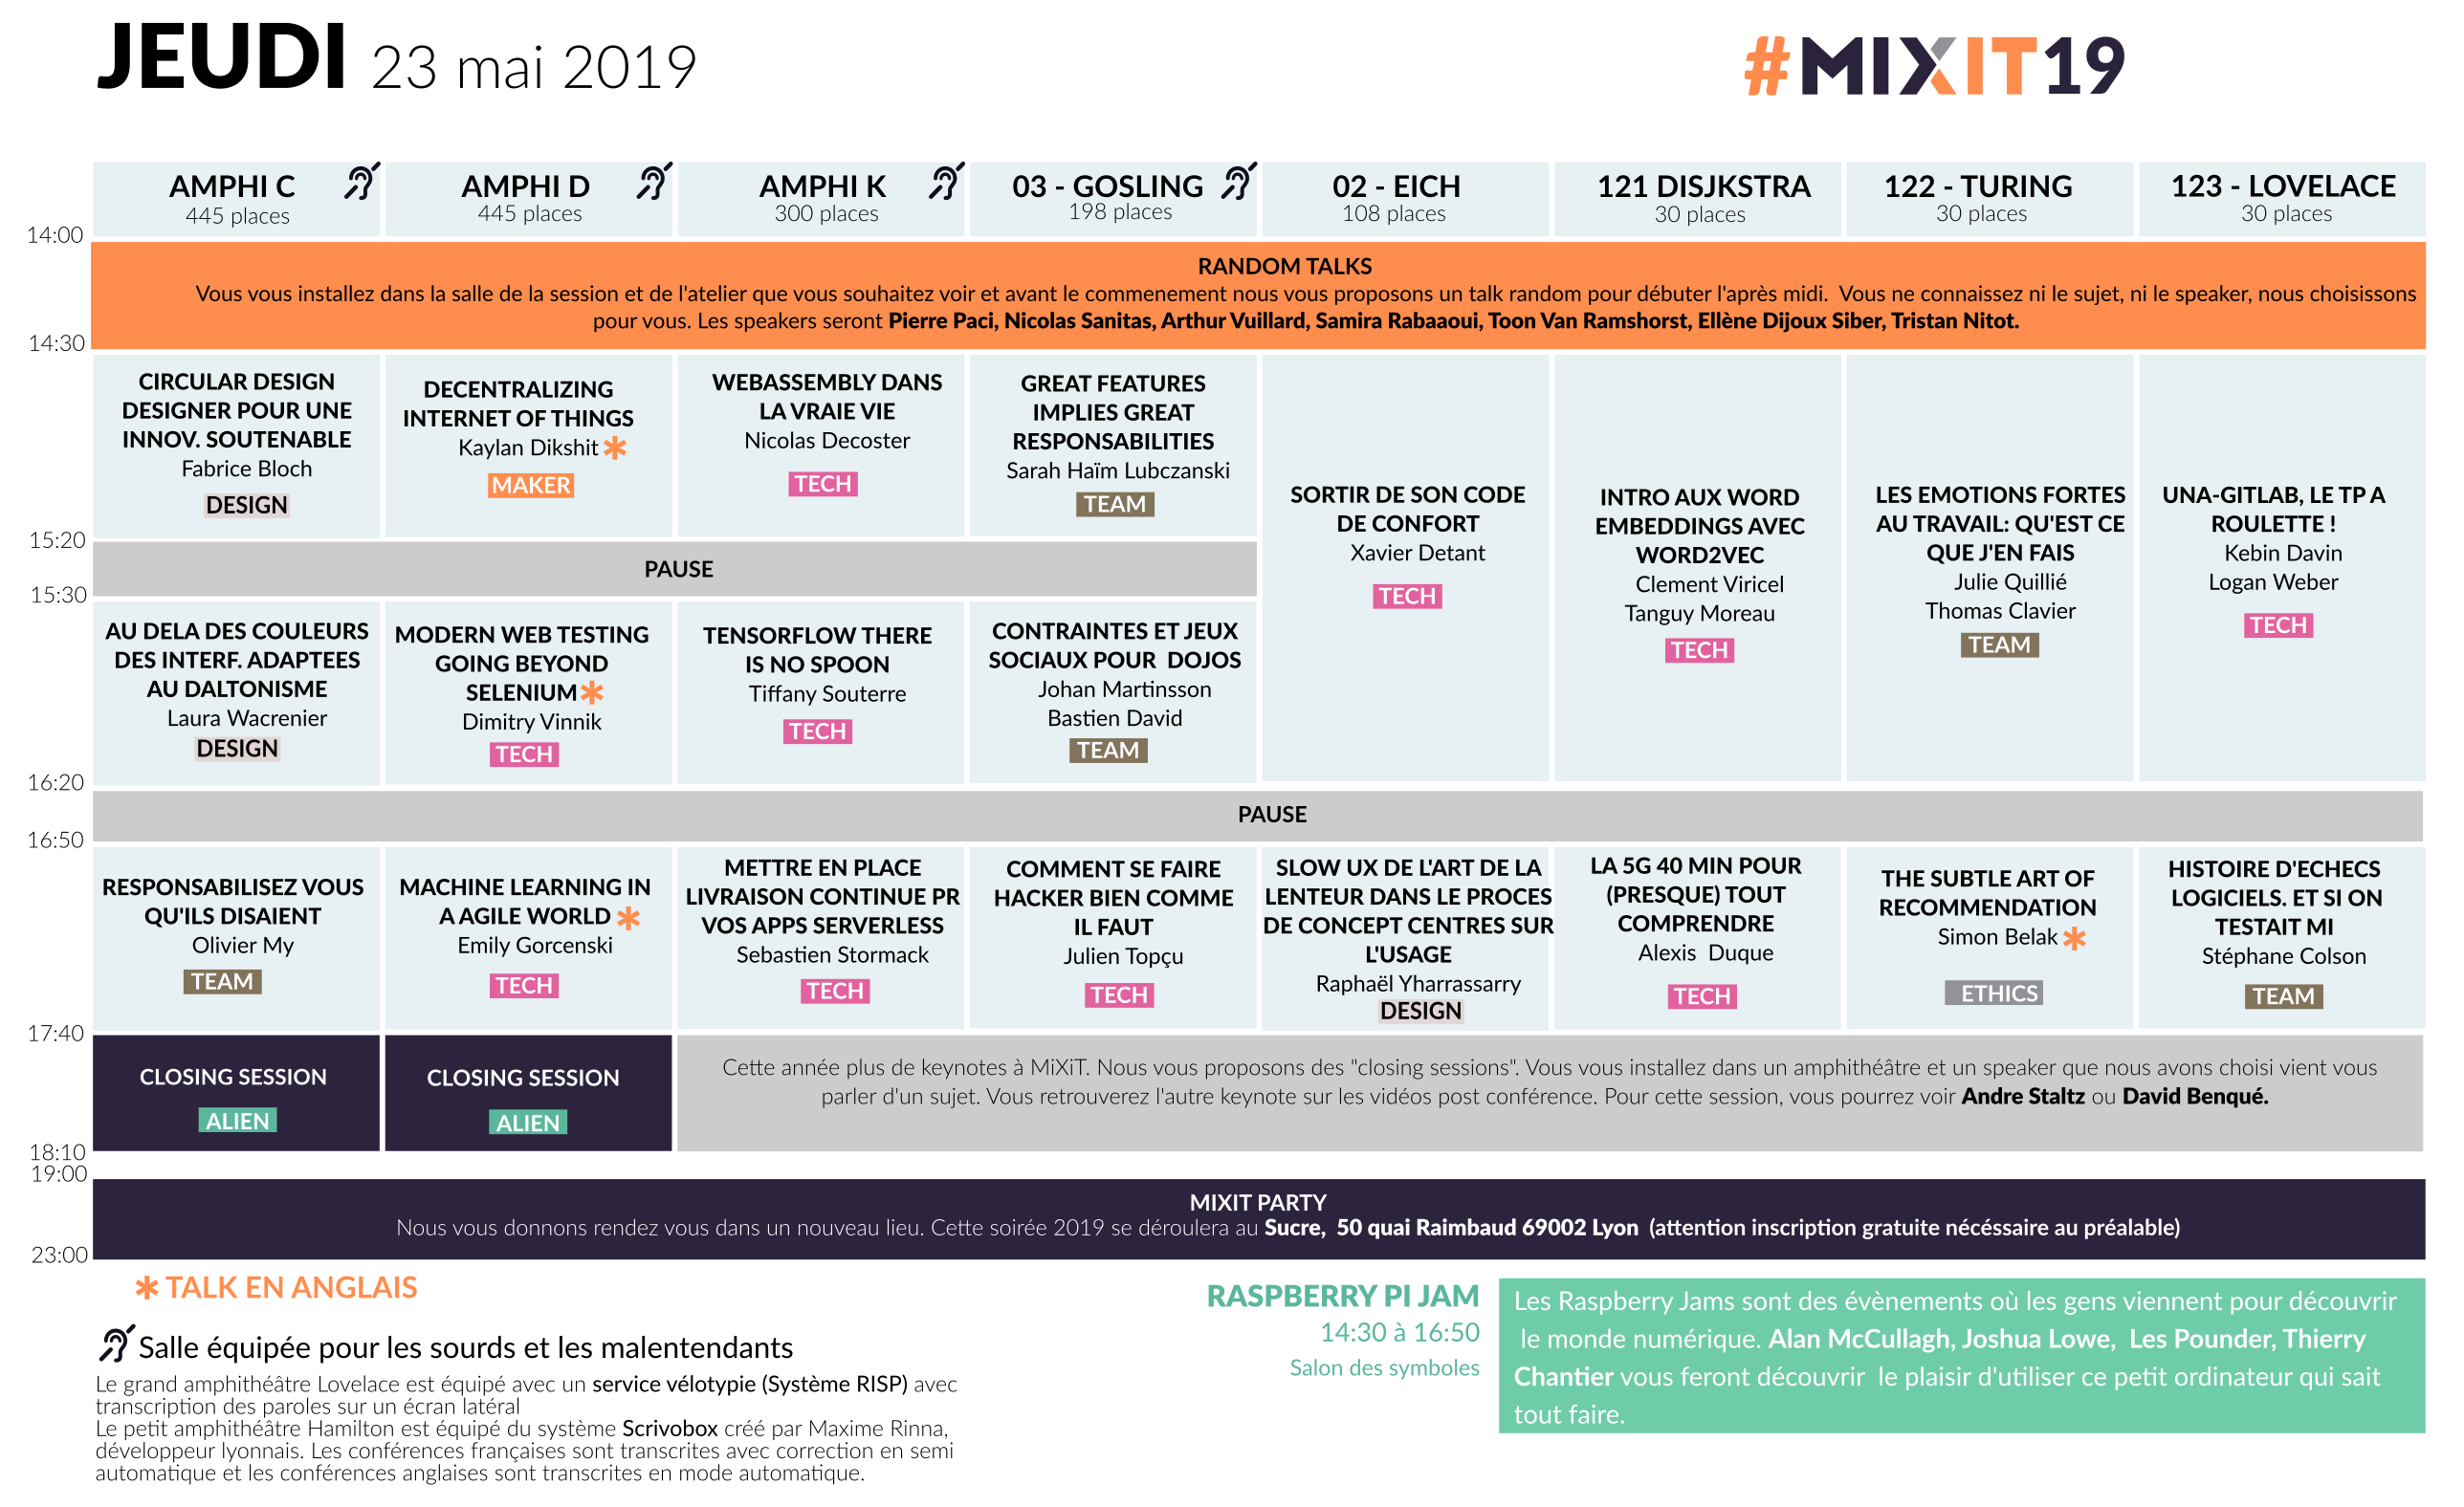 JEUDI 23 mai 2019
#MIXIT19
AMPHI C
445 places
AMPHI D
445 places
AMPHI K
300 places
03 - GOSLING
198 places
02 - EICH
108 places
121 DISJKSTRA
30 places
122 - TURING
30 places
123 - LOVELACE
30 places
14:00
RANDOM TALKS
Vous vous installez dans la salle de la session et de l'atelier que vous souhaitez voir et avant le commenement nous vous proposons un talk random pour débuter l'après midi. Vous ne connaissez ni le sujet, ni le speaker, nous choisissons
pour vous. Les speakers seront Pierre Paci, Nicolas Sanitas, Arthur Vuillard, Samira Rabaaoui, Toon Van Ramshorst, Ellène Dijoux Siber, Tristan Nitot.
14:30
CIRCULAR DESIGN
DESIGNER POUR UNE
INNOV. SOUTENABLE
Fabrice Bloch
DESIGN
DECENTRALIZING
INTERNET OF THINGS
Kaylan Dikshit *
MAKER
WEBASSEMBLY DANS
LA VRAIE VIE
Nicolas Decoster
TECH
GREAT FEATURES
IMPLIES GREAT
RESPONSABILITIES
Sarah Haïm Lubczanski
TEAM
SORTIR DE SON CODE
DE CONFORT
Xavier Detant
TECH
INTRO AUX WORD
EMBEDDINGS AVEC
WORD2VEC
Clement Viricel
Tanguy Moreau
TECH
LES EMOTIONS FORTES
AU TRAVAIL: QU'EST CE
QUE J'EN FAIS
Julie Quillié
Thomas Clavier
TEAM
UNA-GITLAB, LE TP A
ROULETTE !
Kebin Davin
Logan Weber
TECH
15:20
PAUSE
15:30
AU DELA DES COULEURS
DES INTERF. ADAPTEES
AU DALTONISME
Laura Wacrenier
DESIGN
MODERN WEB TESTING
GOING BEYOND
SELENIUM *
Dimitry Vinnik
TECH
TENSORFLOW THERE
IS NO SPOON
Tiffany Souterre
TECH
CONTRAINTES ET JEUX
SOCIAUX POUR DOJOS
Johan Martinsson
Bastien David
TEAM
16:20
PAUSE
16:50
RESPONSABILISEZ VOUS
QU'ILS DISAIENT
Olivier My
TEAM
MACHINE LEARNING IN
A AGILE WORLD *
Emily Gorcenski
TECH
METTRE EN PLACE
LIVRAISON CONTINUE PR
VOS APPS SERVERLESS
Sebastien Stormack
TECH
COMMENT SE FAIRE
HACKER BIEN COMME
IL FAUT
Julien Topçu
TECH
SLOW UX DE L'ART DE LA
LENTEUR DANS LE PROCES
DE CONCEPT CENTRES SUR
L'USAGE
Raphaël Yharrassarry
DESIGN
LA 5G 40 MIN POUR
(PRESQUE) TOUT
COMPRENDRE
Alexis Duque
TECH
THE SUBTLE ART OF
RECOMMENDATION
Simon Belak *
ETHICS
HISTOIRE D'ECHECS
LOGICIELS. ET SI ON
TESTAIT MI
Stéphane Colson
TEAM
17:40
CLOSING SESSION
ALIEN
CLOSING SESSION
ALIEN
Cette année plus de keynotes à MiXiT. Nous vous proposons des "closing sessions". Vous vous installez dans un amphithéâtre et un speaker que nous avons choisi vient vous
parler d'un sujet. Vous retrouverez l'autre keynote sur les vidéos post conférence. Pour cette session, vous pourrez voir Andre Staltz ou David Benqué.
18:10
19:00
MIXIT PARTY
Nous vous donnons rendez vous dans un nouveau lieu. Cette soirée 2019 se déroulera au Sucre, 50 quai Raimbaud 69002 Lyon (attention inscription gratuite nécéssaire au préalable)
23:00
* TALK EN ANGLAIS
Salle équipée pour les sourds et les malentendants
Le grand amphithéâtre Lovelace est équipé avec un service vélotypie (Système RISP) avec
transcription des paroles sur un écran latéral
Le petit amphithéâtre Hamilton est équipé du système Scrivobox créé par Maxime Rinna,
développeur lyonnais. Les conférences françaises sont transcrites avec correction en semi
automatique et les conférences anglaises sont transcrites en mode automatique.
RASPBERRY PI JAM
14:30 à 16:50
Salon des symboles
Les Raspberry Jams sont des évènements où les gens viennent pour découvrir
le monde numérique. Alan McCullagh, Joshua Lowe, Les Pounder, Thierry
Chantier vous feront découvrir le plaisir d'utiliser ce petit ordinateur qui sait
tout faire.